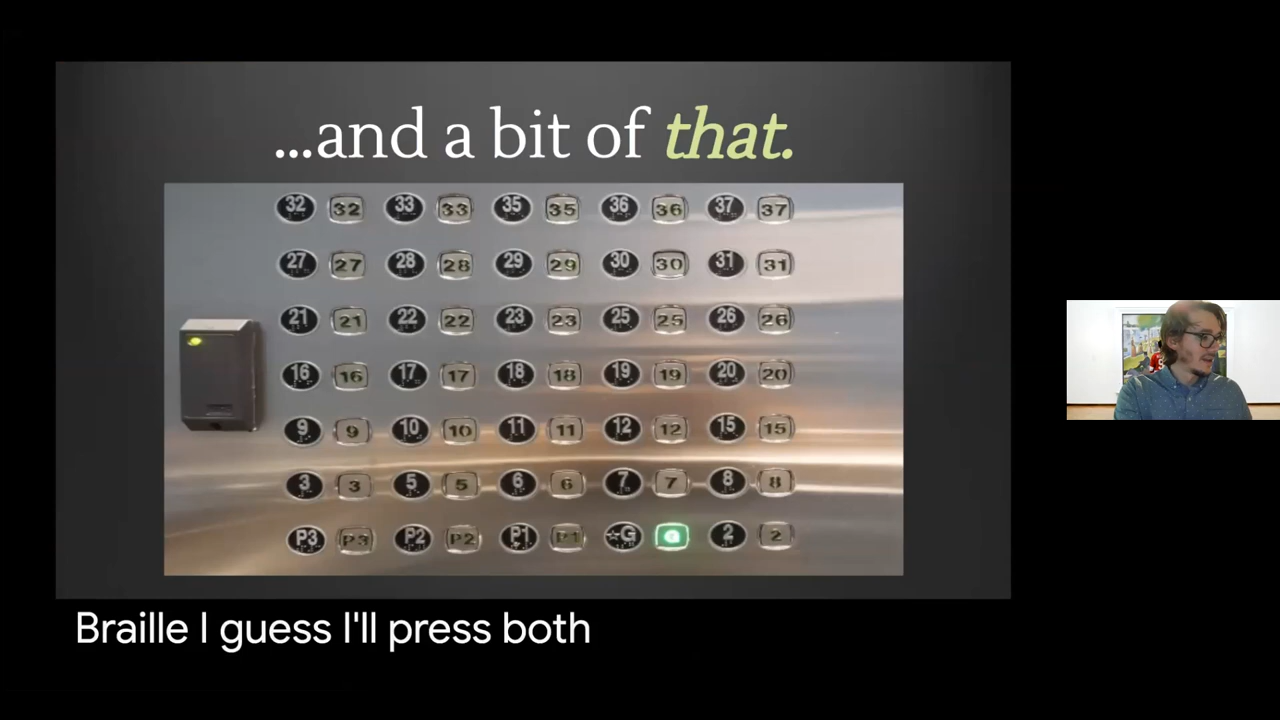 ...and a bit of that.
32 32 33 33 35 35 36 36 37 37
27 27 28 28 29 29 30 30 31 31
21 21 22 22 23 23 25 25 26 26
16 16 17 17 18 18 19 19 20 20
9 9 10 10 11 11 12 12 15 15
3 3 5 5 6 6 7 7 8 8
P3 P3 P2 P2 P1 P1 ☆G G 2 2
Braille I guess I'll press both